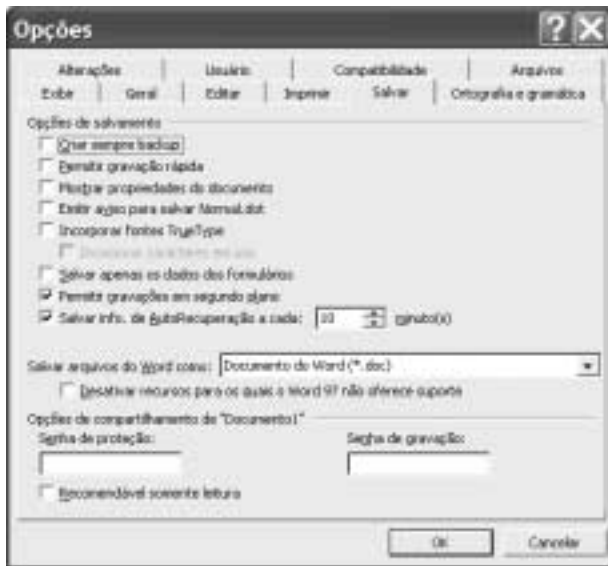 Opções
Alterações Usuário Compatibilidade Arquivos
Exibir Geral Editar Imprimir Salvar Ortografia e gramática
Opções de salvamento
Criar sempre backup
Permitir gravação rápida
Mostrar propriedades do documento
Emitir aviso para salvar Normal.dot
Incorporar fontes TrueType
Salvar apenas os dados dos formulários
Permitir gravações em segundo plano
Salvar info. de AutoRecuperação a cada: 10 minuto(s)
Salvar arquivos do Word como: Documento do Word (*.doc)
Desativar recursos para os quais o Word 97 não oferece suporte
Opções de compartilhamento de "Documento1"
Senha de proteção: Senha de gravação:
Recomendável somente leitura
OK Cancelar